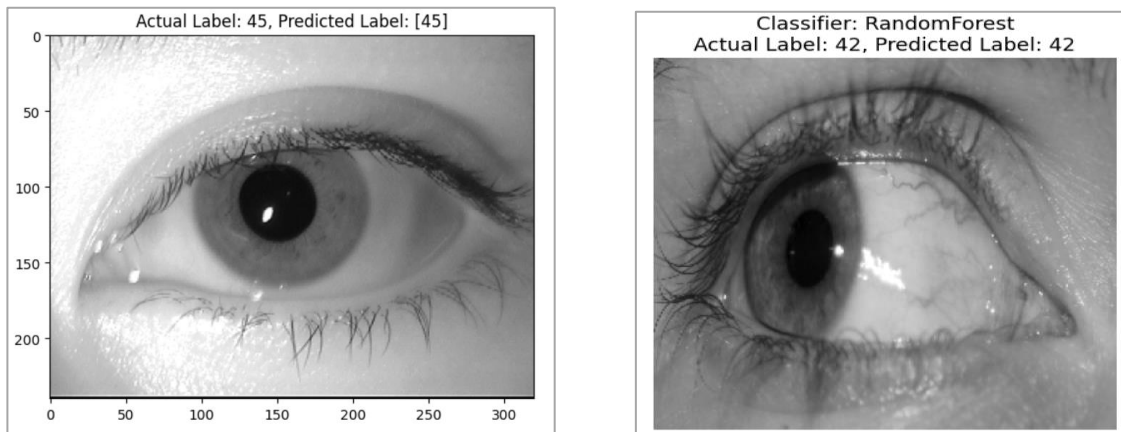 Actual Label: 45, Predicted Label: [45]
0
50
100
150
200
0 50 100 150 200 250 300
Classifier: RandomForest
Actual Label: 42, Predicted Label: 42